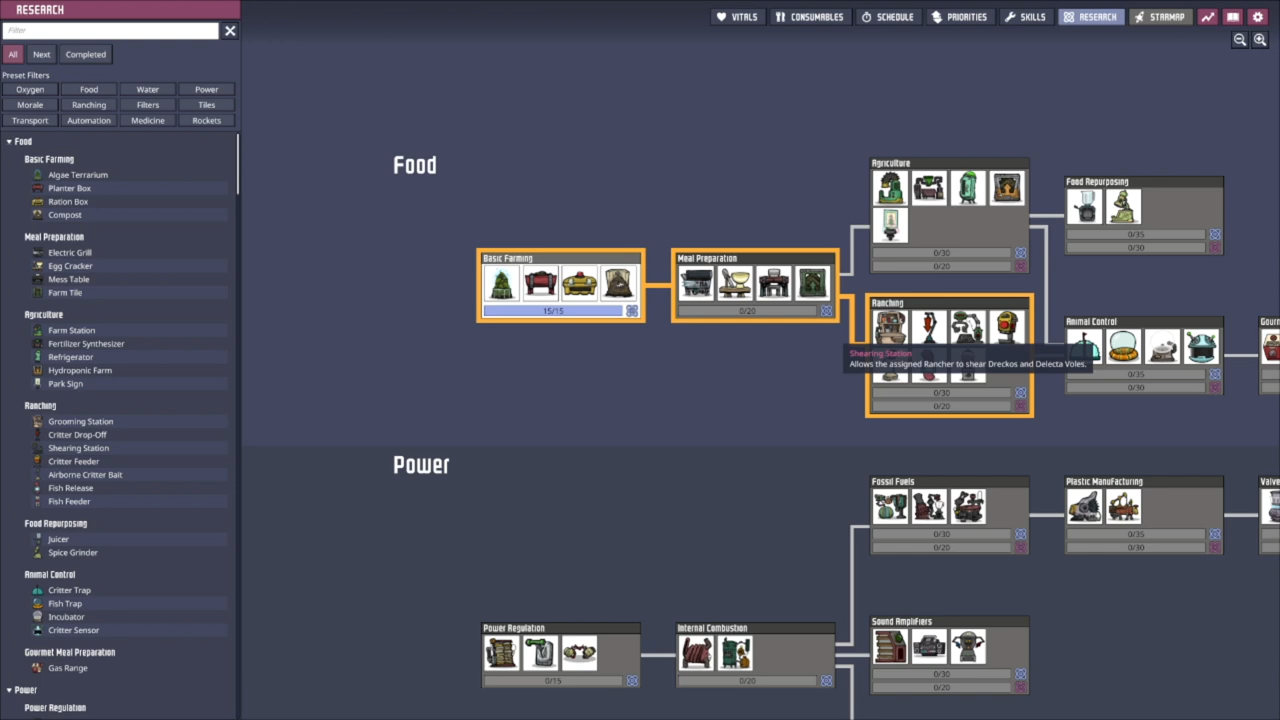 RESEARCH
VITALS
CONSUMABLES
SCHEDULE
PRIORITIES
SKILLS
RESEARCH
STARMAP
Filter
All
Next
Completed
Preset Filters
Oxygen
Food
Water
Power
Morale
Ranching
Filters
Tiles
Transport
Automation
Medicine
Rockets
Food
Basic Farming
Algae Terrarium
Planter Box
Ration Box
Compost
Meal Preparation
Electric Grill
Egg Cracker
Mess Table
Farm Tile
Agriculture
Farm Station
Fertilizer Synthesizer
Refrigerator
Hydroponic Farm
Park Sign
Ranching
Grooming Station
Critter Drop-Off
Shearing Station
Critter Feeder
Airborne Critter Bait
Fish Release
Fish Feeder
Food Repurposing
Juicer
Spice Grinder
Animal Control
Critter Trap
Fish Trap
Incubator
Critter Sensor
Gourmet Meal Preparation
Gas Range
Power
Power Regulation
Food
Basic Farming
15/15
Meal Preparation
0/20
Agriculture
0/30
0/20
Food Repurposing
0/35
0/30
Ranching
Shearing Station
Allows the assigned Rancher to shear Dreckos and Delecta Voles.
0/30
0/20
Animal Control
0/35
0/30
Gour
Power
Fossil Fuels
0/30
0/20
Plastic Manufacturing
0/35
0/30
Valve
Power Regulation
0/15
Internal Combustion
0/20
Sound Amplifiers
0/30
0/20